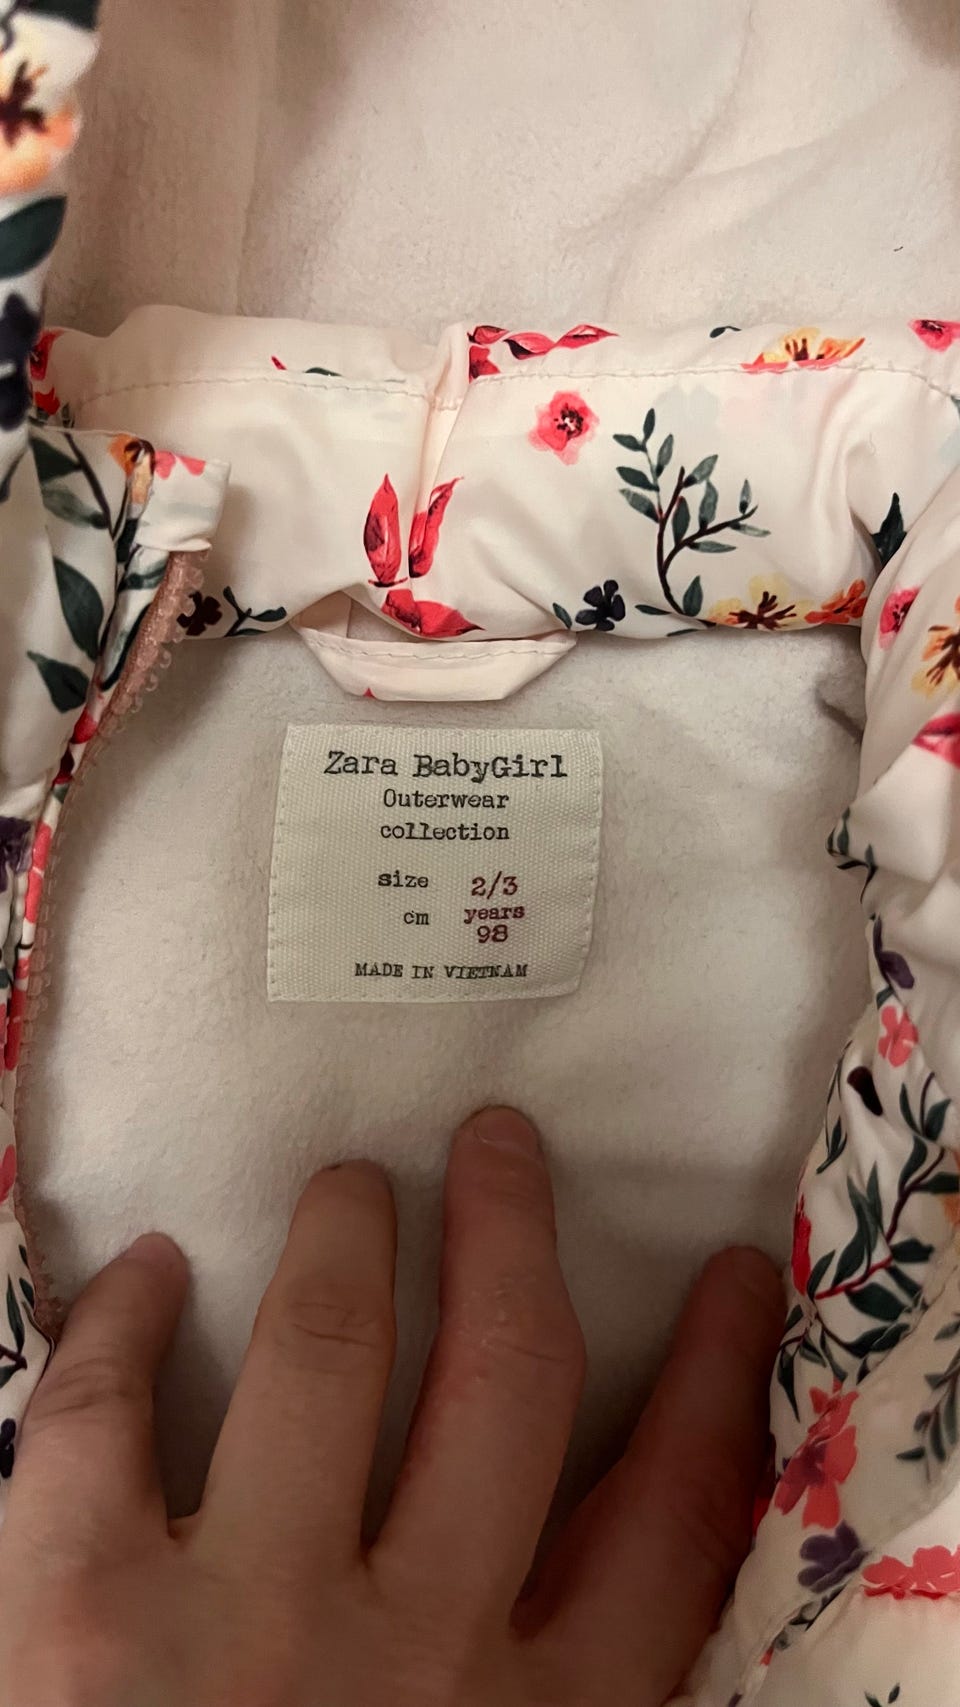 Zara BabyGirl
Outerwear
collection
size 2/3
years
cm 98
MADE IN VIETNAM